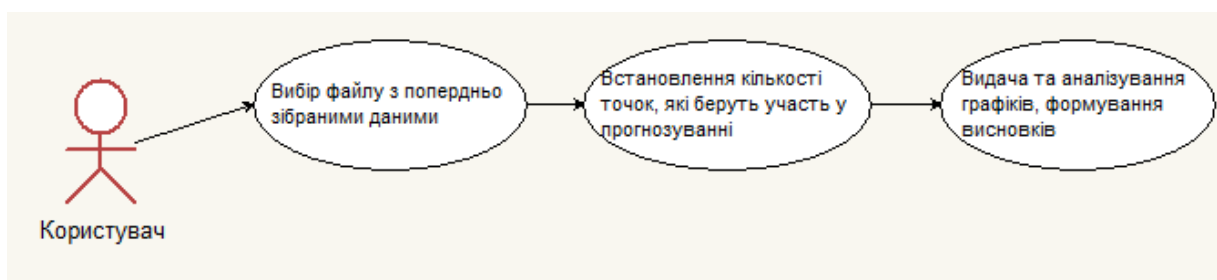 Вибір файлу з попердньо
зібраними даними
Встановлення кількості
точок, які беруть участь у
прогнозуванні
Видача та аналізування
графіків, формування
висновків
Користувач